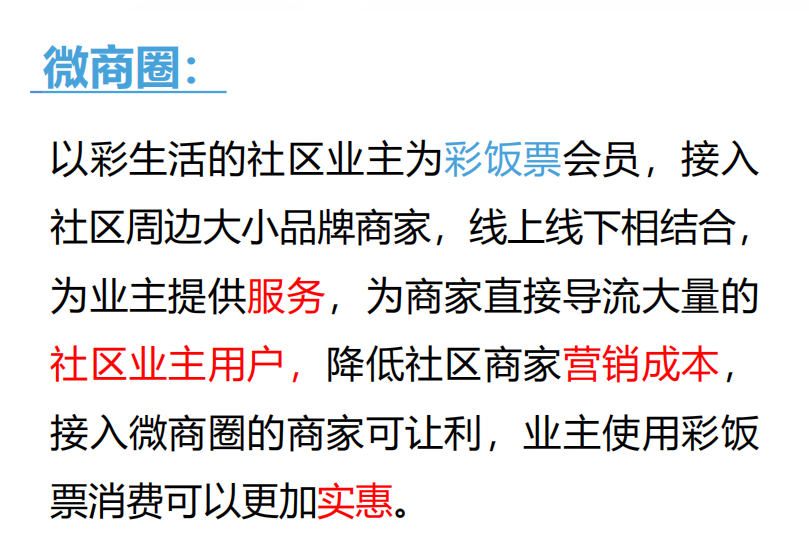 微商圈：
以彩生活的社区业主为彩饭票会员，接入
社区周边大小品牌商家，线上线下相结合，
为业主提供服务，为商家直接导流大量的
社区业主用户，降低社区商家营销成本，
接入微商圈的商家可让利，业主使用彩饭
票消费可以更加实惠。